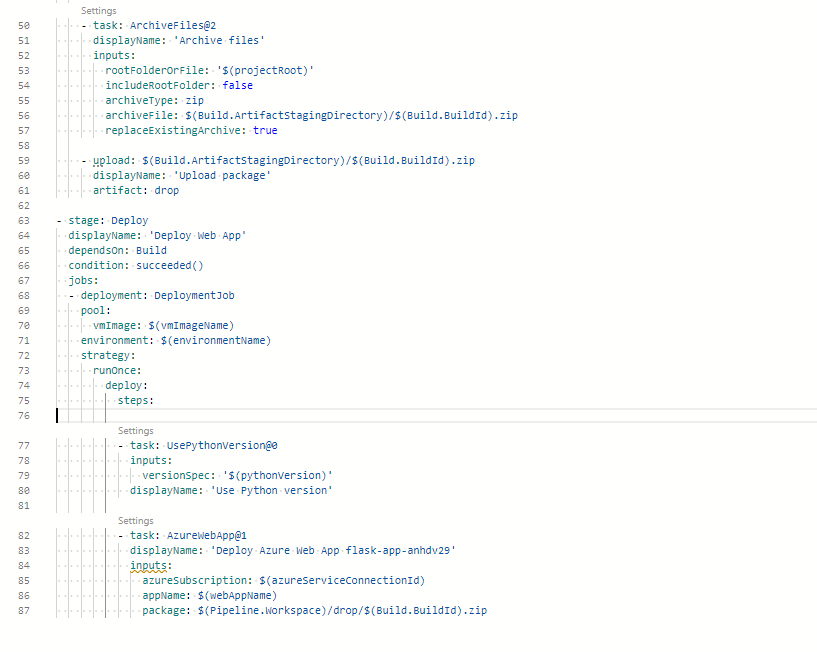 Settings
50 - task: ArchiveFiles@2
51 displayName: 'Archive files'
52 inputs:
53 rootFolderOrFile: '$(projectRoot)'
54 includeRootFolder: false
55 archiveType: zip
56 archiveFile: $(Build.ArtifactStagingDirectory)/$(Build.BuildId).zip
57 replaceExistingArchive: true
58
59 - upload: $(Build.ArtifactStagingDirectory)/$(Build.BuildId).zip
60 displayName: 'Upload package'
61 artifact: drop
62
63 - stage: Deploy
64 displayName: 'Deploy Web App'
65 dependsOn: Build
66 condition: succeeded()
67 jobs:
68 - deployment: DeploymentJob
69 pool:
70 vmImage: $(vmImageName)
71 environment: $(environmentName)
72 strategy:
73 runOnce:
74 deploy:
75 steps:
76
Settings
77 - task: UsePythonVersion@0
78 inputs:
79 versionSpec: '$(pythonVersion)'
80 displayName: 'Use Python version'
81
Settings
82 - task: AzureWebApp@1
83 displayName: 'Deploy Azure Web App flask-app-anhdv29'
84 inputs:
85 azureSubscription: $(azureServiceConnectionId)
86 appName: $(webAppName)
87 package: $(Pipeline.Workspace)/drop/$(Build.BuildId).zip